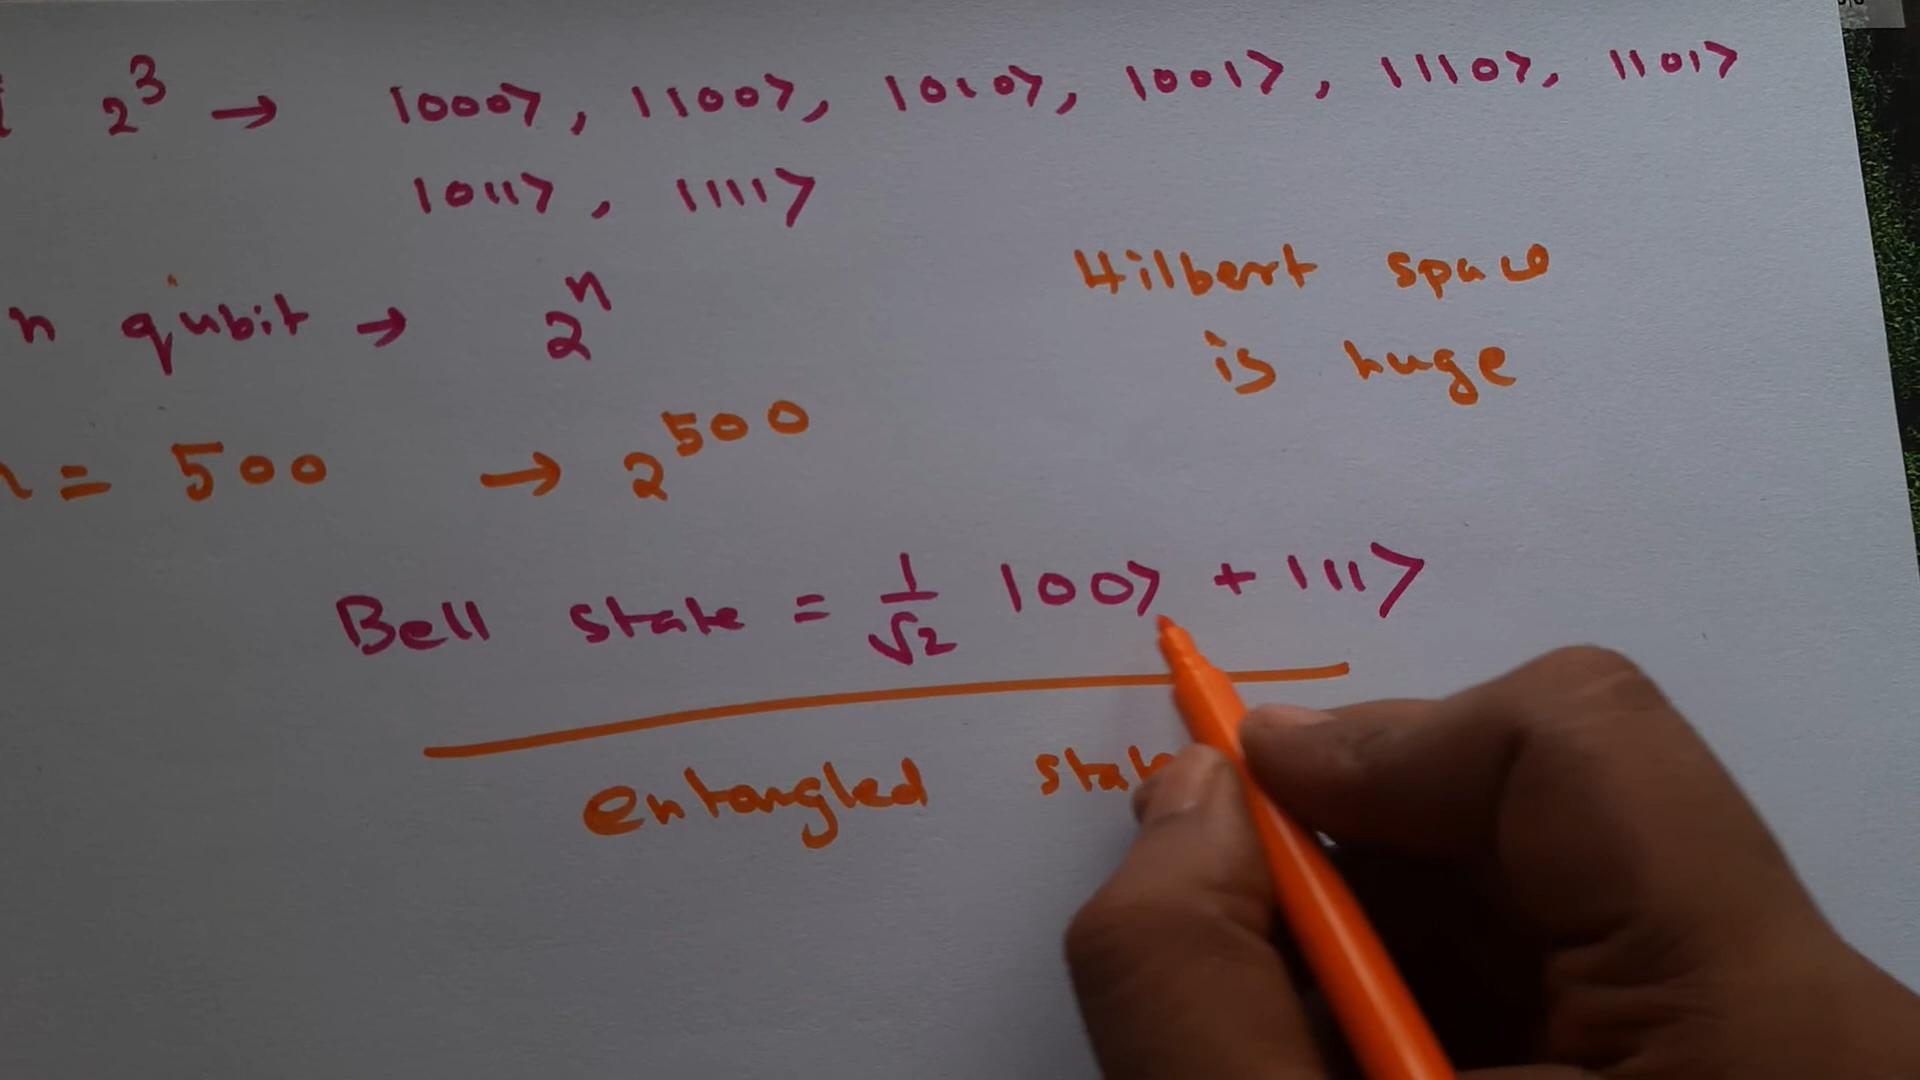 2³ → |000〉, |100〉, |010〉, |001〉, |110〉, |101〉
|011〉, |111〉
n qubit → 2ⁿ
Hilbert space
is huge
n = 500 → 2⁵⁰⁰
Bell state = 1/√2 |00〉 + |11〉
entangled state